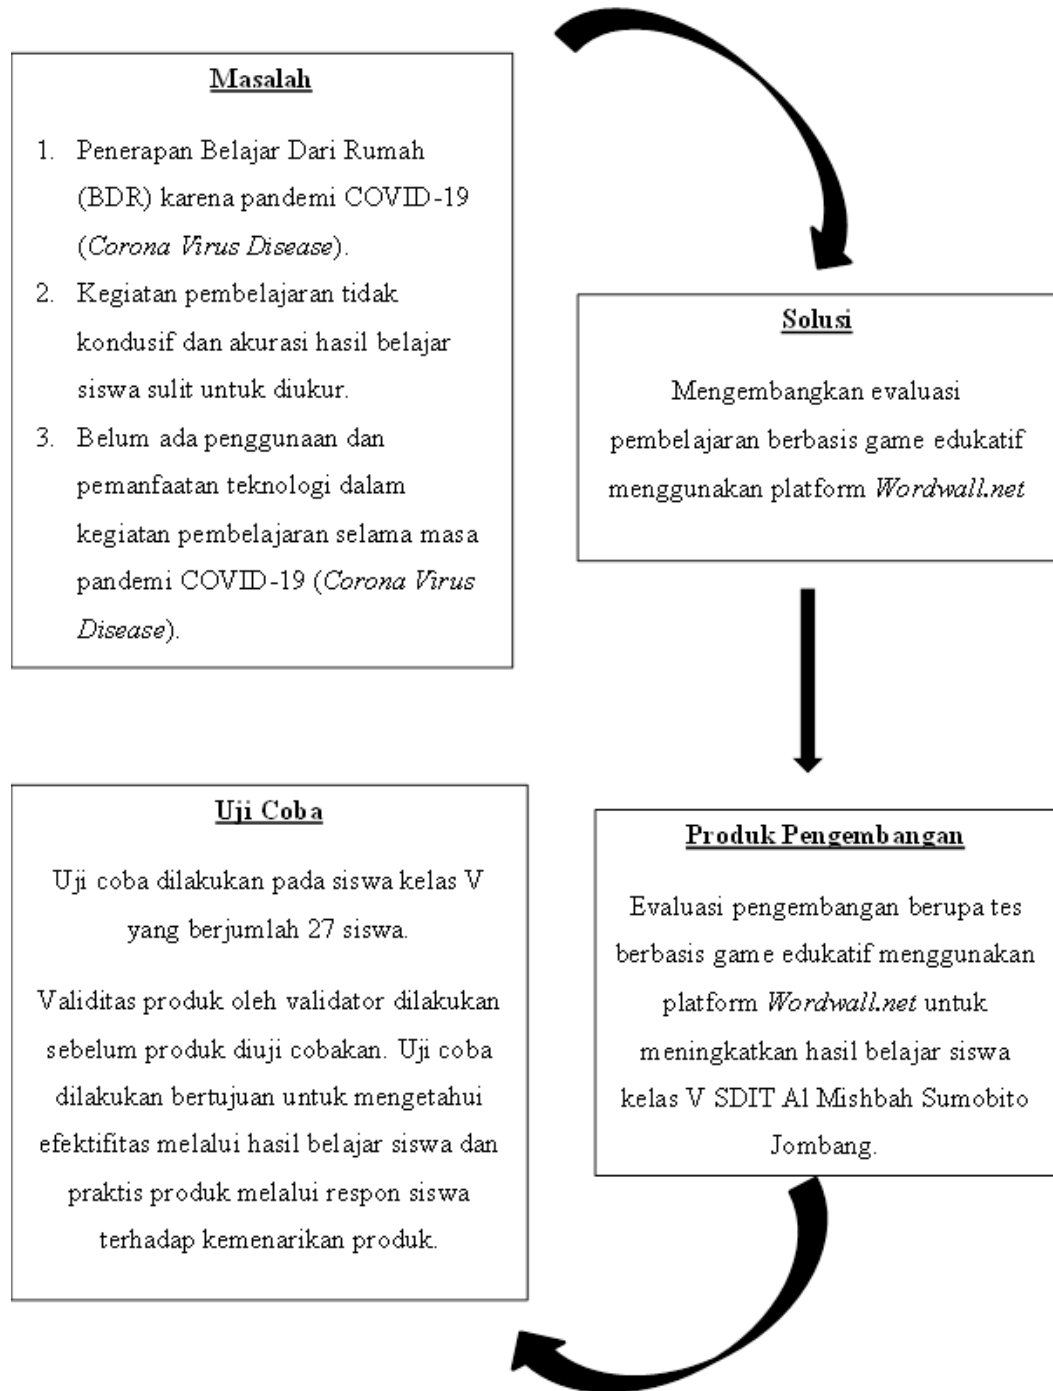 Masalah
1. Penerapan Belajar Dari Rumah
(BDR) karena pandemi COVID-19
(Corona Virus Disease).
2. Kegiatan pembelajaran tidak
kondusif dan akurasi hasil belajar
siswa sulit untuk diukur.
3. Belum ada penggunaan dan
pemanfaatan teknologi dalam
kegiatan pembelajaran selama masa
pandemi COVID-19 (Corona Virus
Disease).
Solusi
Mengembangkan evaluasi
pembelajaran berbasis game edukatif
menggunakan platform Wordwall.net
Produk Pengembangan
Evaluasi pengembangan berupa tes
berbasis game edukatif menggunakan
platform Wordwall.net untuk
meningkatkan hasil belajar siswa
kelas V SDIT Al Mishbah Sumobito
Jombang.
Uji Coba
Uji coba dilakukan pada siswa kelas V
yang berjumlah 27 siswa.
Validitas produk oleh validator dilakukan
sebelum produk diuji cobakan. Uji coba
dilakukan bertujuan untuk mengetahui
efektifitas melalui hasil belajar siswa dan
praktis produk melalui respon siswa
terhadap kemenarikan produk.